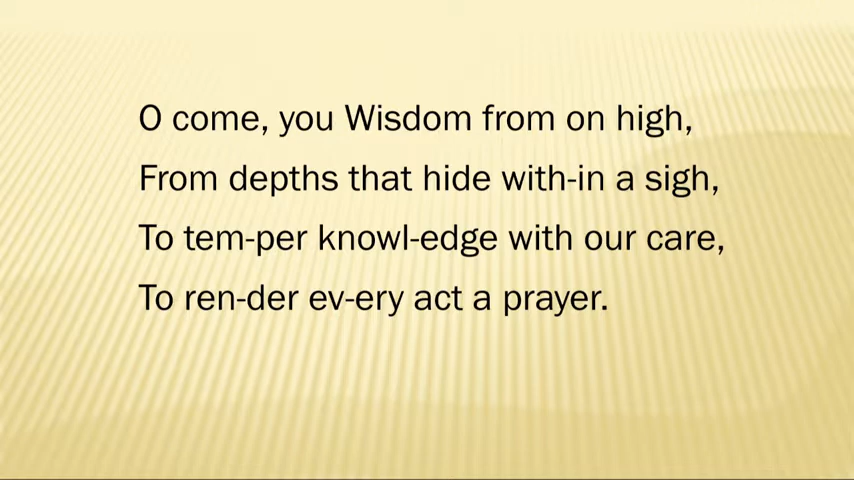 O come, you Wisdom from on high,
From depths that hide with-in a sigh,
To tem-per knowl-edge with our care,
To ren-der ev-ery act a prayer.